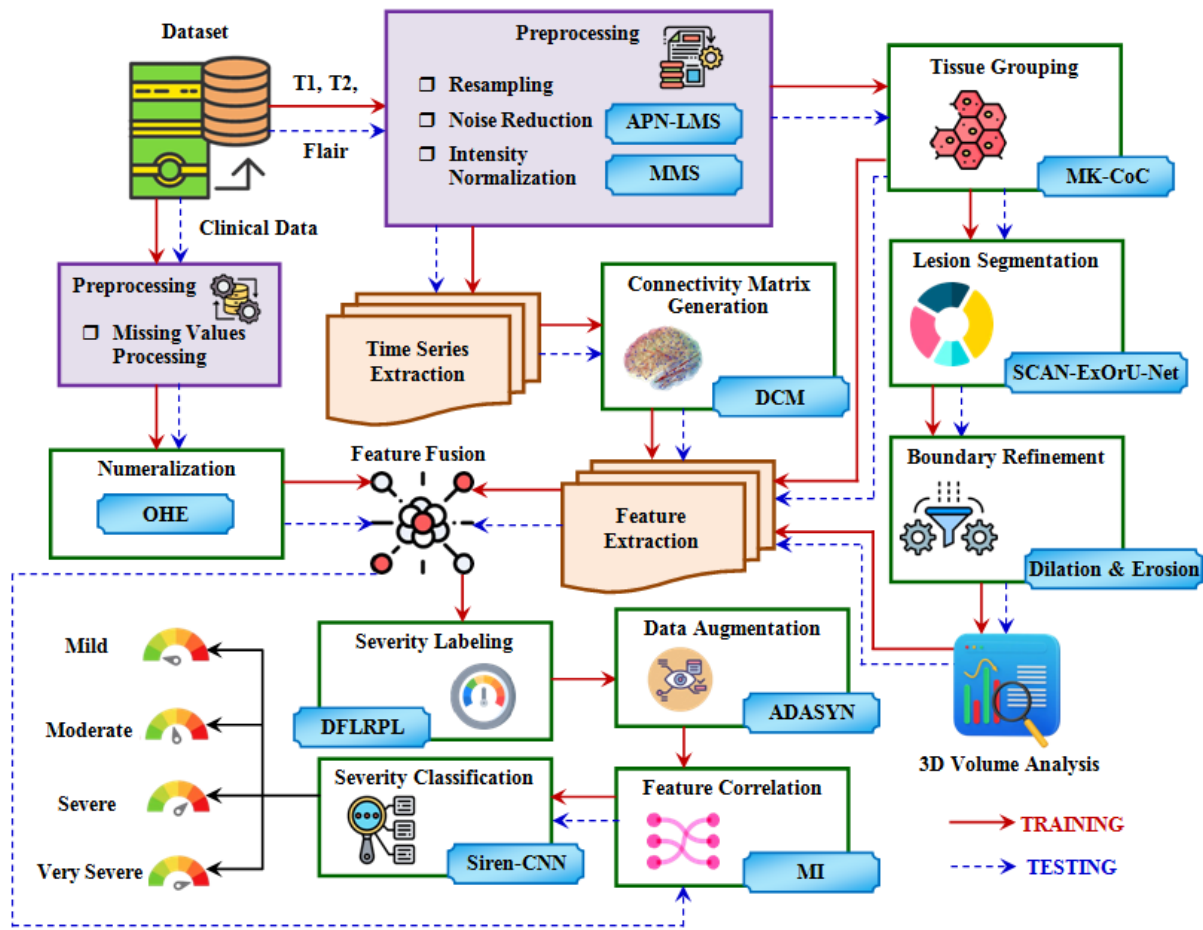 Dataset
T1, T2,
Flair
Clinical Data
Preprocessing
❐ Resampling
❐ Noise Reduction
❐ Intensity
Normalization
APN-LMS
MMS
Tissue Grouping
MK-CoC
Preprocessing
❐ Missing Values
Processing
Time Series
Extraction
Connectivity Matrix
Generation
DCM
Lesion Segmentation
SCAN-ExOrU-Net
Numeralization
OHE
Feature Fusion
Feature
Extraction
Boundary Refinement
Dilation & Erosion
Severity Labeling
DFLRPL
Data Augmentation
ADASYN
3D Volume Analysis
Mild
Moderate
Severe
Very Severe
Severity Classification
Siren-CNN
Feature Correlation
MI
TRAINING
TESTING